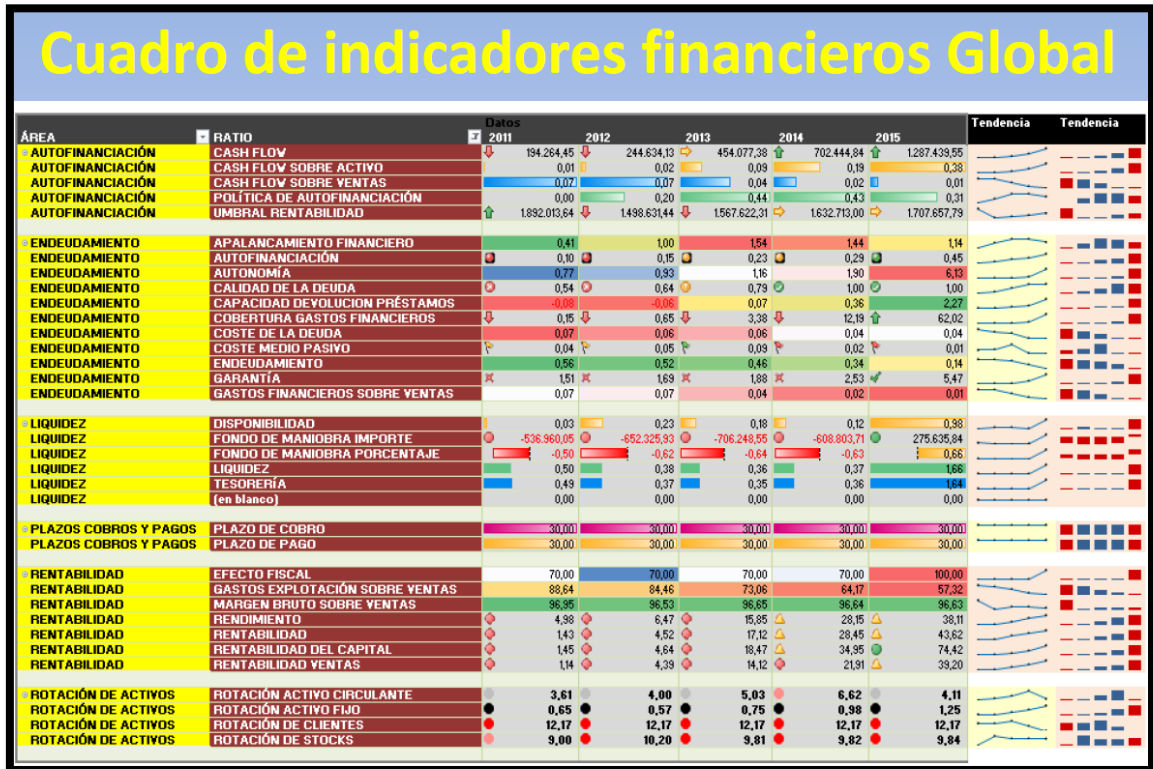 Cuadro de indicadores financieros Global
Datos Tendencia Tendencia
ÁREA RATIO 2011 2012 2013 2014 2015
AUTOFINANCIACIÓN CASH FLOW 194.264,45 244.634,13 454.077,38 702.444,84 1.287.439,55
AUTOFINANCIACIÓN CASH FLOW SOBRE ACTIVO 0,01 0,02 0,09 0,19 0,38
AUTOFINANCIACIÓN CASH FLOW SOBRE VENTAS 0,07 0,07 0,04 0,02 0,01
AUTOFINANCIACIÓN POLÍTICA DE AUTOFINANCIACIÓN 0,00 0,20 0,44 0,43 0,31
AUTOFINANCIACIÓN UMBRAL RENTABILIDAD 1.892.013,64 1.498.631,44 1.567.622,31 1.632.713,00 1.707.657,79
ENDEUDAMIENTO APALANCAMIENTO FINANCIERO 0,41 1,00 1,54 1,44 1,14
ENDEUDAMIENTO AUTOFINANCIACIÓN 0,10 0,15 0,23 0,29 0,45
ENDEUDAMIENTO AUTONOMÍA 0,77 0,93 1,16 1,90 6,13
ENDEUDAMIENTO CALIDAD DE LA DEUDA 0,54 0,64 0,79 1,00 1,00
ENDEUDAMIENTO CAPACIDAD DEVOLUCION PRÉSTAMOS -0,08 -0,06 0,07 0,36 2,27
ENDEUDAMIENTO COBERTURA GASTOS FINANCIEROS 0,15 0,65 3,38 12,19 62,02
ENDEUDAMIENTO COSTE DE LA DEUDA 0,07 0,06 0,06 0,04 0,04
ENDEUDAMIENTO COSTE MEDIO PASIVO 0,04 0,05 0,09 0,02 0,01
ENDEUDAMIENTO ENDEUDAMIENTO 0,56 0,52 0,46 0,34 0,14
ENDEUDAMIENTO GARANTÍA 1,51 1,69 1,88 2,53 5,47
ENDEUDAMIENTO GASTOS FINANCIEROS SOBRE VENTAS 0,07 0,07 0,04 0,02 0,01
LIQUIDEZ DISPONIBILIDAD 0,03 0,23 0,18 0,12 0,98
LIQUIDEZ FONDO DE MANIOBRA IMPORTE -536.960,05 -652.325,93 -706.248,55 -608.803,71 275.635,84
LIQUIDEZ FONDO DE MANIOBRA PORCENTAJE -0,50 -0,62 -0,64 -0,63 0,66
LIQUIDEZ LIQUIDEZ 0,50 0,38 0,36 0,37 1,66
LIQUIDEZ TESORERÍA 0,49 0,37 0,35 0,36 1,64
LIQUIDEZ (en blanco) 0,00 0,00 0,00 0,00 0,00
PLAZOS COBROS Y PAGOS PLAZO DE COBRO 30,00 30,00 30,00 30,00 30,00
PLAZOS COBROS Y PAGOS PLAZO DE PAGO 30,00 30,00 30,00 30,00 30,00
RENTABILIDAD EFECTO FISCAL 70,00 70,00 70,00 70,00 100,00
RENTABILIDAD GASTOS EXPLOTACIÓN SOBRE VENTAS 88,64 84,46 73,06 64,17 57,32
RENTABILIDAD MARGEN BRUTO SOBRE VENTAS 96,95 96,53 96,65 96,64 96,63
RENTABILIDAD RENDIMIENTO 4,98 6,47 15,85 28,15 38,11
RENTABILIDAD RENTABILIDAD 1,43 4,52 17,12 28,45 43,62
RENTABILIDAD RENTABILIDAD DEL CAPITAL 1,45 4,64 18,47 34,95 74,42
RENTABILIDAD RENTABILIDAD VENTAS 1,14 4,39 14,12 21,91 39,20
ROTACIÓN DE ACTIVOS ROTACIÓN ACTIVO CIRCULANTE 3,61 4,00 5,03 6,62 4,11
ROTACIÓN DE ACTIVOS ROTACIÓN ACTIVO FIJO 0,65 0,57 0,75 0,98 1,25
ROTACIÓN DE ACTIVOS ROTACIÓN DE CLIENTES 12,17 12,17 12,17 12,17 12,17
ROTACIÓN DE ACTIVOS ROTACIÓN DE STOCKS 9,00 10,20 9,81 9,82 9,84